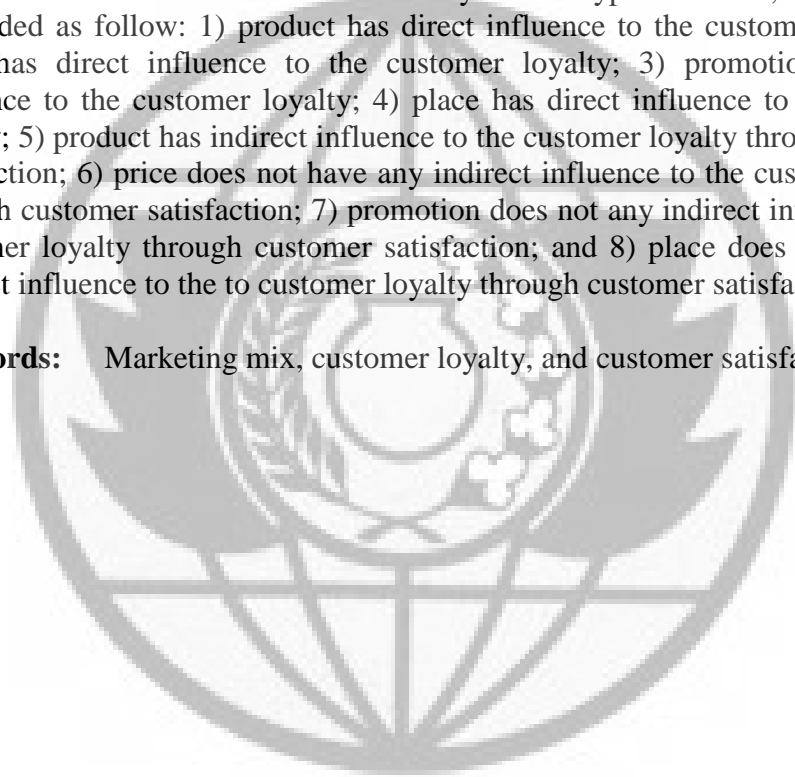 ded as follow: 1) product has direct influence to the custom
has direct influence to the customer loyalty; 3) promotio
nce to the customer loyalty; 4) place has direct influence to
; 5) product has indirect influence to the customer loyalty thro
ction; 6) price does not have any indirect influence to the cus
h customer satisfaction; 7) promotion does not any indirect in
er loyalty through customer satisfaction; and 8) place does
t influence to the to customer loyalty through customer satisfa
ords: Marketing mix, customer loyalty, and customer satisfa